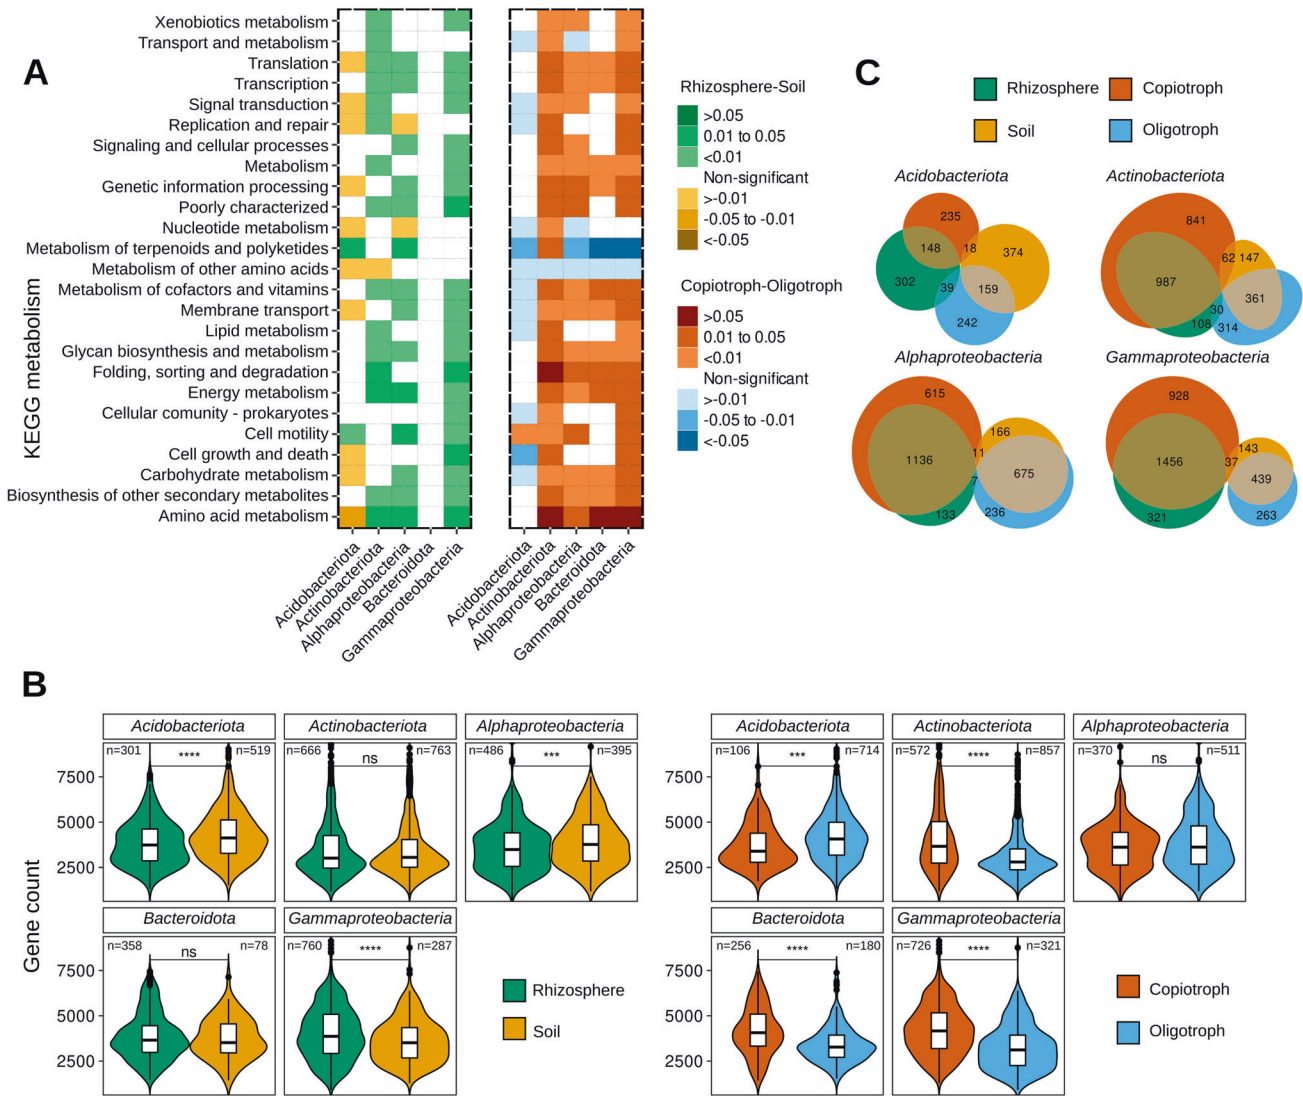 A
KEGG metabolism
Xenobiotics metabolism
Transport and metabolism
Translation
Transcription
Signal transduction
Replication and repair
Signaling and cellular processes
Metabolism
Genetic information processing
Poorly characterized
Nucleotide metabolism
Metabolism of terpenoids and polyketides
Metabolism of other amino acids
Metabolism of cofactors and vitamins
Membrane transport
Lipid metabolism
Glycan biosynthesis and metabolism
Folding, sorting and degradation
Energy metabolism
Cellular comunity - prokaryotes
Cell motility
Cell growth and death
Carbohydrate metabolism
Biosynthesis of other secondary metabolites
Amino acid metabolism
Acidobacteriota
Actinobacteriota
Alphaproteobacteria
Bacteroidota
Gammaproteobacteria
Acidobacteriota
Actinobacteriota
Alphaproteobacteria
Bacteroidota
Gammaproteobacteria
Rhizosphere-Soil
>0.05
0.01 to 0.05
<0.01
Non-significant
>-0.01
-0.05 to -0.01
<-0.05
Copiotroph-Oligotroph
>0.05
0.01 to 0.05
<0.01
Non-significant
>-0.01
-0.05 to -0.01
<-0.05
C
Rhizosphere
Copiotroph
Soil
Oligotroph
Acidobacteriota
235
148
18
374
302
39
159
242
Actinobacteriota
841
62
147
987
361
30
108
314
Alphaproteobacteria
615
166
11
1136
675
7
133
236
Gammaproteobacteria
928
143
37
1456
439
321
263
B
Gene count
Acidobacteriota
n=301
****
n=519
Actinobacteriota
n=666
ns
n=763
Alphaproteobacteria
n=486
***
n=395
7500
5000
2500
Bacteroidota
n=358
ns
n=78
Gammaproteobacteria
n=760
****
n=287
7500
5000
2500
Rhizosphere
Soil
Acidobacteriota
n=106
***
n=714
Actinobacteriota
n=572
****
n=857
Alphaproteobacteria
n=370
ns
n=511
7500
5000
2500
Bacteroidota
n=256
****
n=180
Gammaproteobacteria
n=726
****
n=321
7500
5000
2500
Copiotroph
Oligotroph